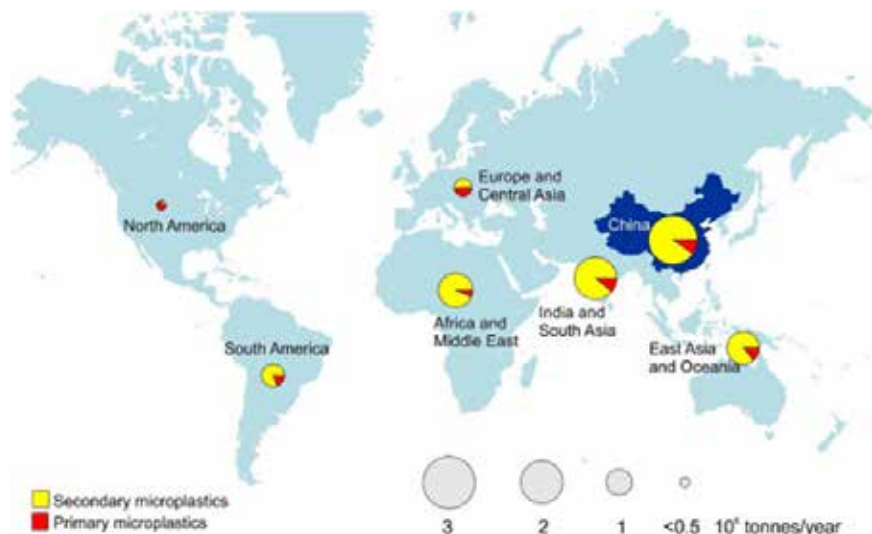 Europe and
Central Asia
North America
China
India and
South Asia
Africa and
Middle East
South America
East Asia
and Oceania
Secondary microplastics
Primary microplastics
3 2 1 <0.5 10⁶ tonnes/year